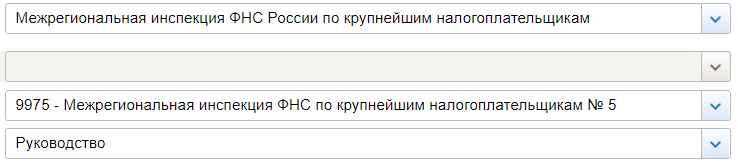 Межрегиональная инспекция ФНС России по крупнейшим налогоплательщикам
9975 - Межрегиональная инспекция ФНС по крупнейшим налогоплательщикам № 5
Руководство